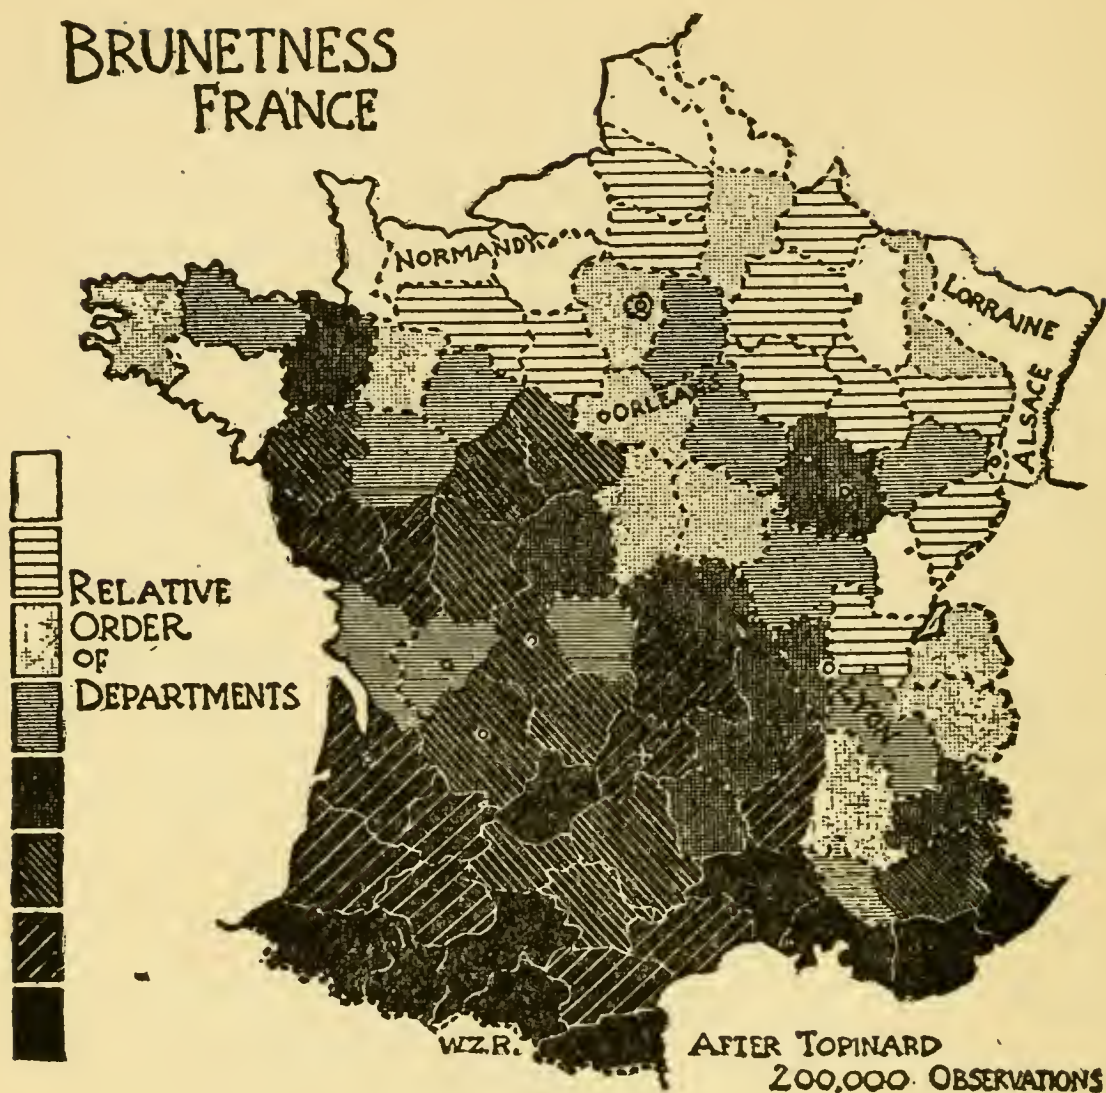 BRUNETNESS
FRANCE
NORMANDY
LORRAINE
ALSACE
ORLEANS
RELATIVE
ORDER
OF
DEPARTMENTS
LYON
W.Z.R.
AFTER TOPINARD
200,000 OBSERVATIONS